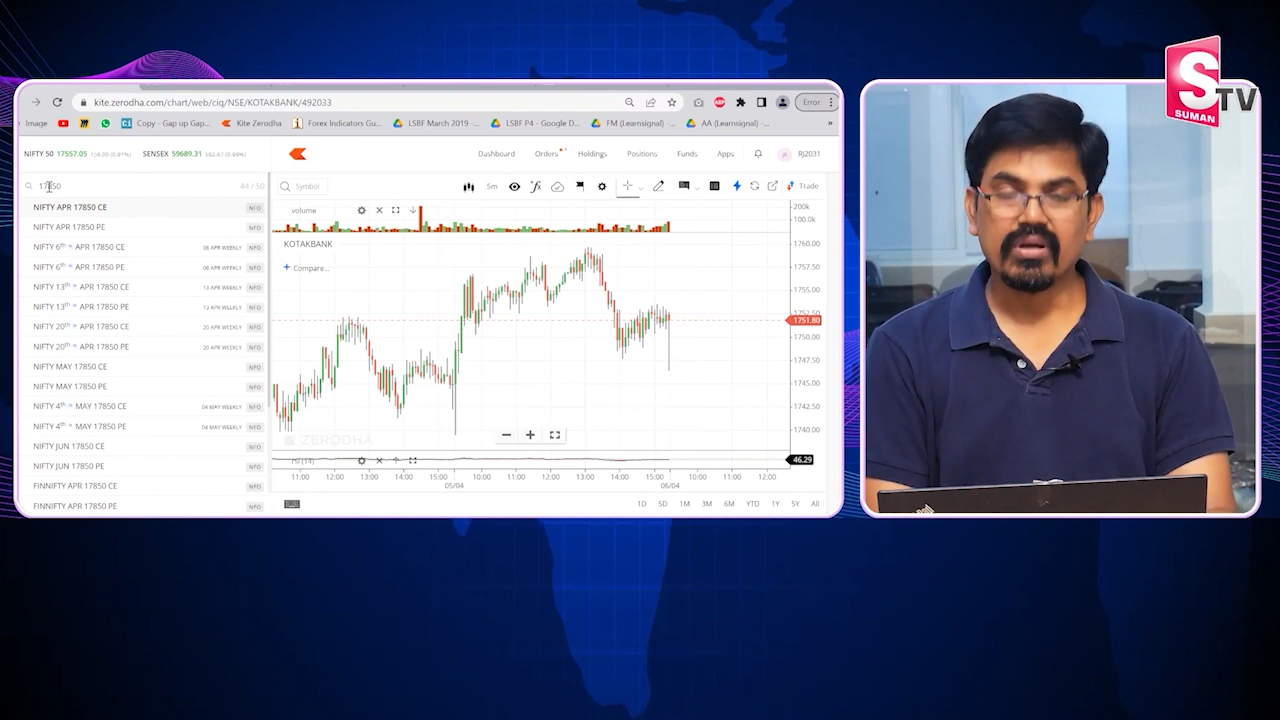 S
TV
SUMAN
kite.zerodha.com/chart/web/ciq/NSE/KOTAKBANK/492033
Error
Image
Copy - Gap up Gap...
Kite Zerodha
Forex Indicators Gu...
LSBF March 2019 -...
LSBF P4 - Google D...
FM (Learnsignal) -...
AA (Learnsignal) -...
»
NIFTY 50 17557.05
SENSEX 59689.31
Dashboard
Orders
Holdings
Positions
Funds
Apps
RJ2031
44 / 50
Symbol
5m
Trade
NIFTY APR 17850 CE NFO
NIFTY APR 17850 PE NFO
NIFTY 6th w APR 17850 CE 06 APR WEEKLY NFO
NIFTY 6th w APR 17850 PE 06 APR WEEKLY NFO
NIFTY 13th w APR 17850 CE 13 APR WEEKLY NFO
NIFTY 13th w APR 17850 PE 13 APR WEEKLY NFO
NIFTY 20th w APR 17850 CE 20 APR WEEKLY NFO
NIFTY 20th w APR 17850 PE 20 APR WEEKLY NFO
NIFTY MAY 17850 CE NFO
NIFTY MAY 17850 PE NFO
NIFTY 4th w MAY 17850 CE 04 MAY WEEKLY NFO
NIFTY 4th w MAY 17850 PE 04 MAY WEEKLY NFO
NIFTY JUN 17850 CE NFO
NIFTY JUN 17850 PE NFO
FINNIFTY APR 17850 CE NFO
FINNIFTY APR 17850 PE NFO
volume
200k
100.0k
KOTAKBANK
Compare...
1760.00
1757.50
1755.00
1751.80
1750.00
1747.50
1745.00
1742.50
1740.00
ZERODHA
46.29
11:00 12:00 13:00 14:00 15:00 10:00 11:00 12:00 13:00 14:00 15:00 10:00 11:00 12:00
05/04 06/04
1D 5D 1M 3M 6M YTD 1Y 5Y All